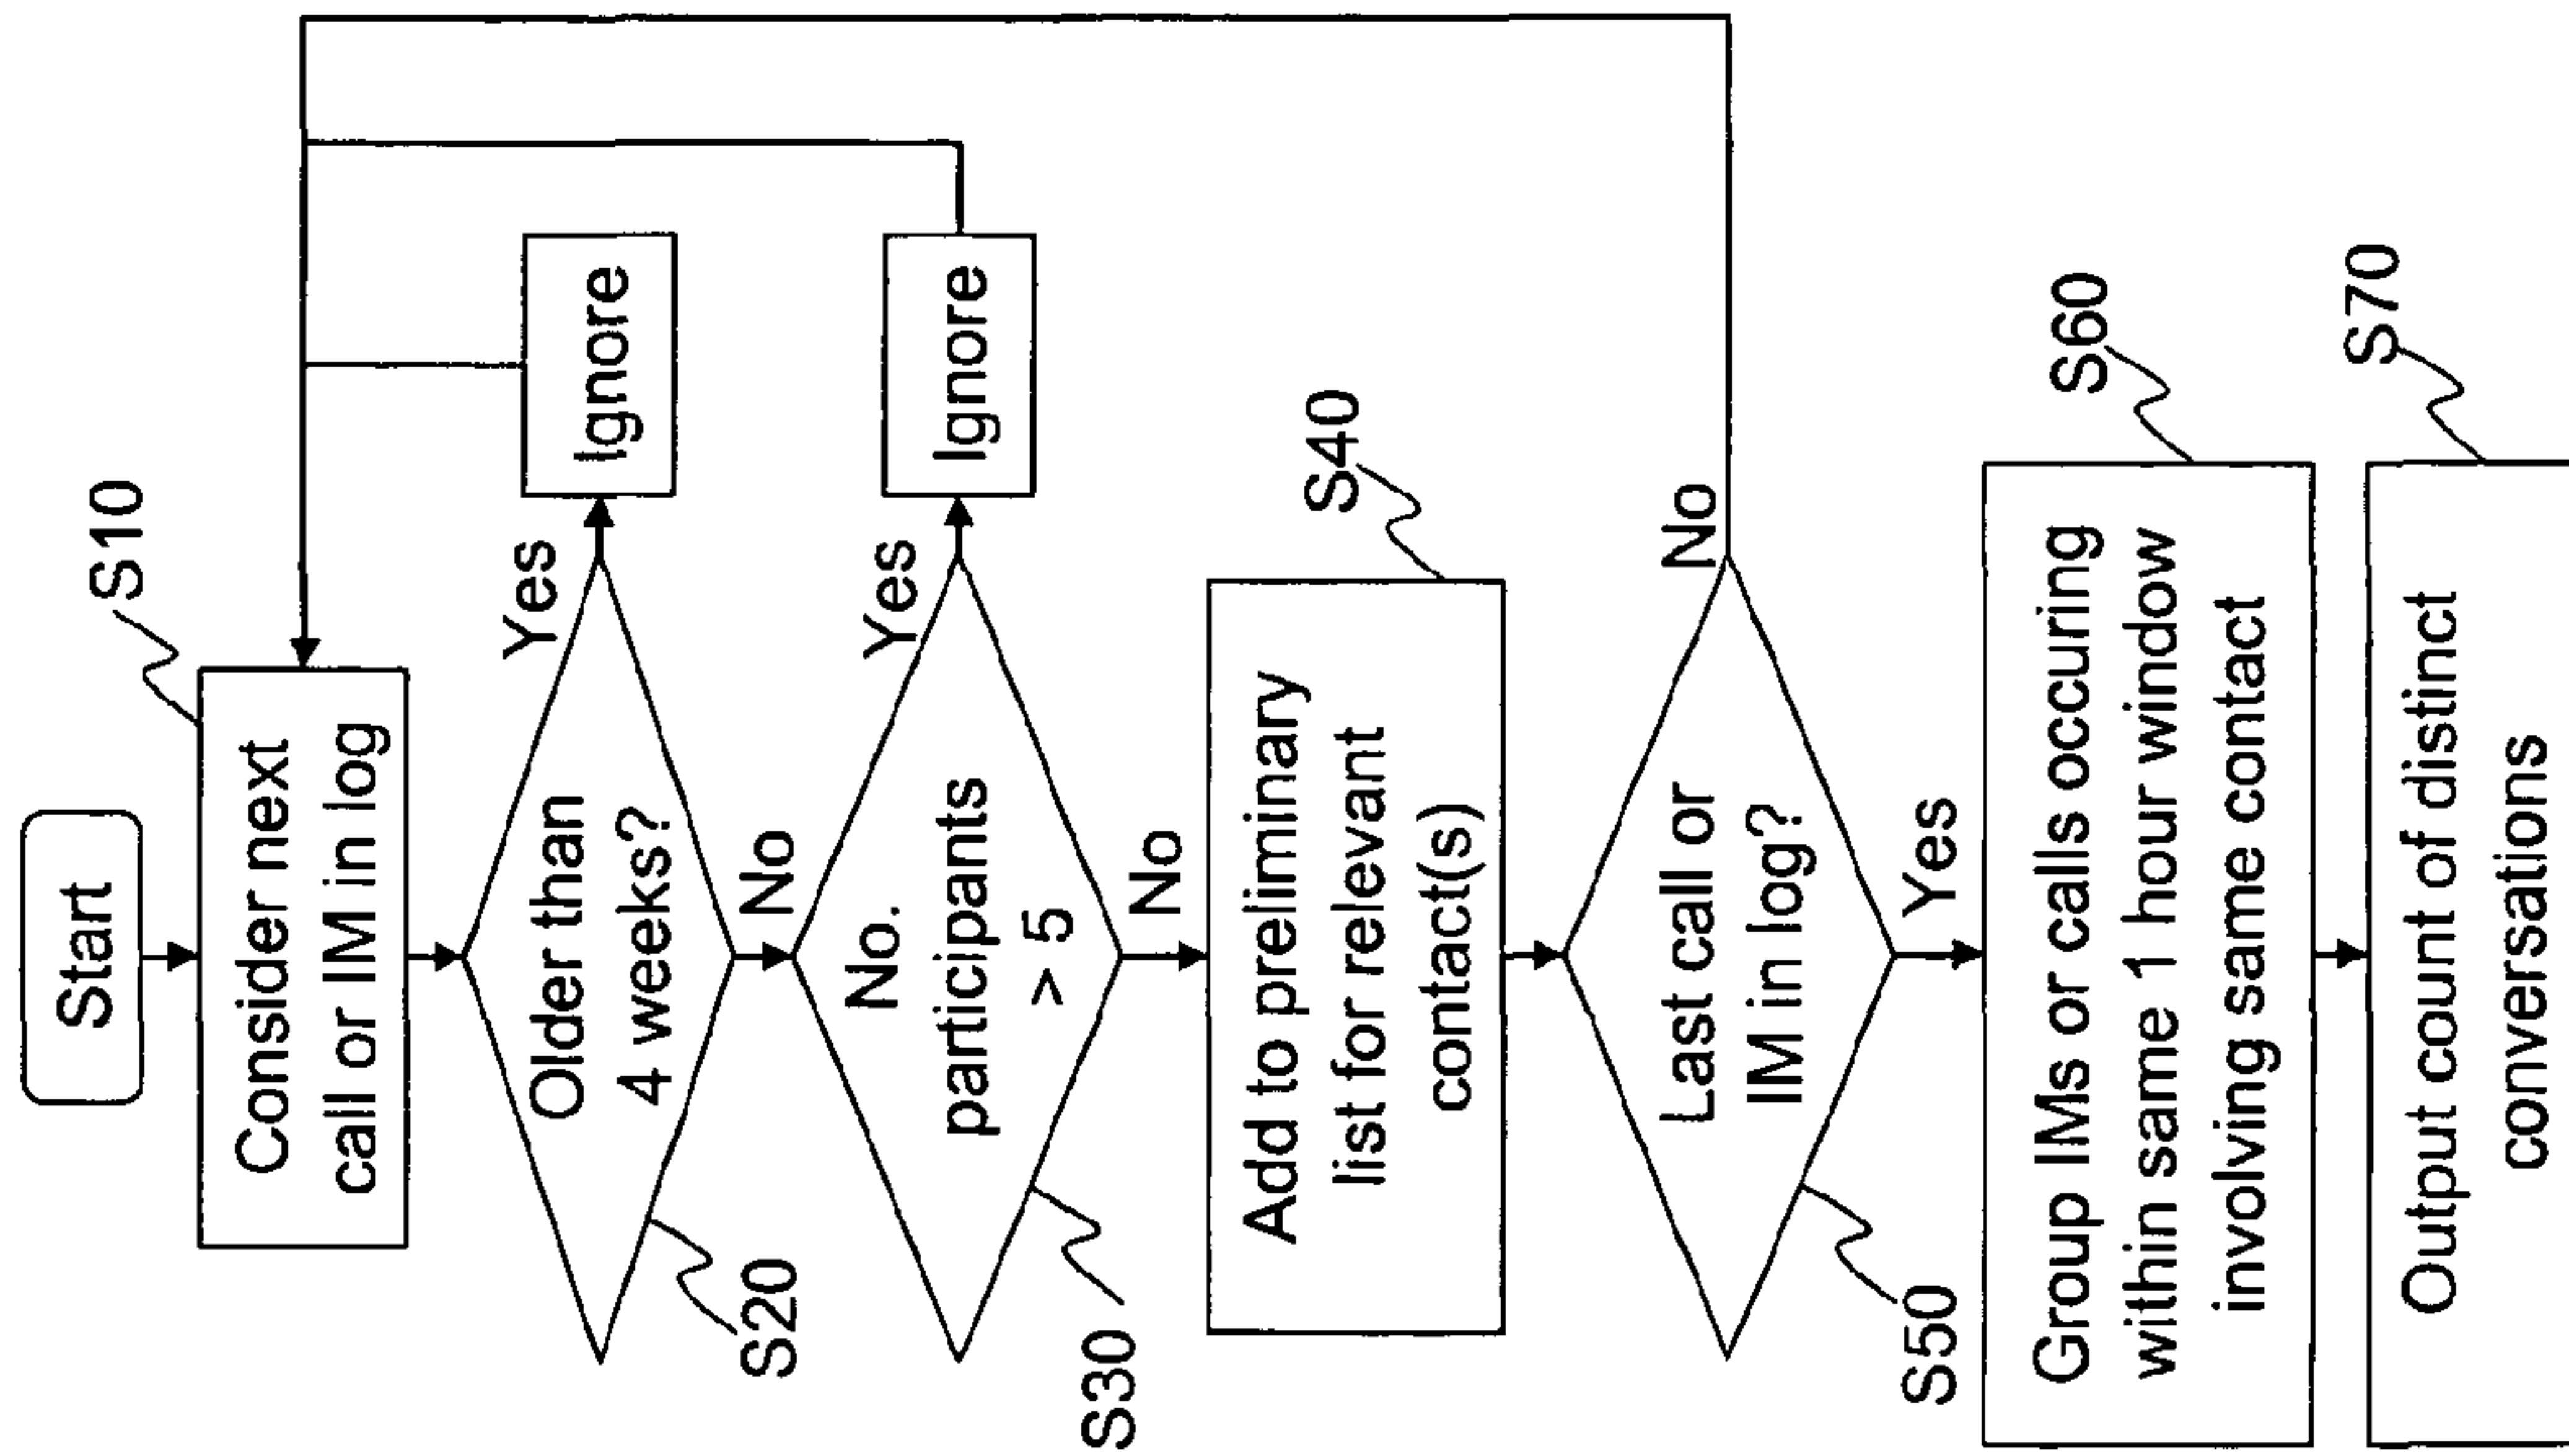 Start
S10
Consider next
call or IM in log
Older than
4 weeks?
Yes
Ignore
S20
No
No.
participants
> 5
Yes
Ignore
S30
No
Add to preliminary
list for relevant
contact(s)
S40
Last call or
IM in log?
No
S50
Yes
Group IMs or calls occuring
within same 1 hour window
involving same contact
S60
Output count of distinct
conversations
S70